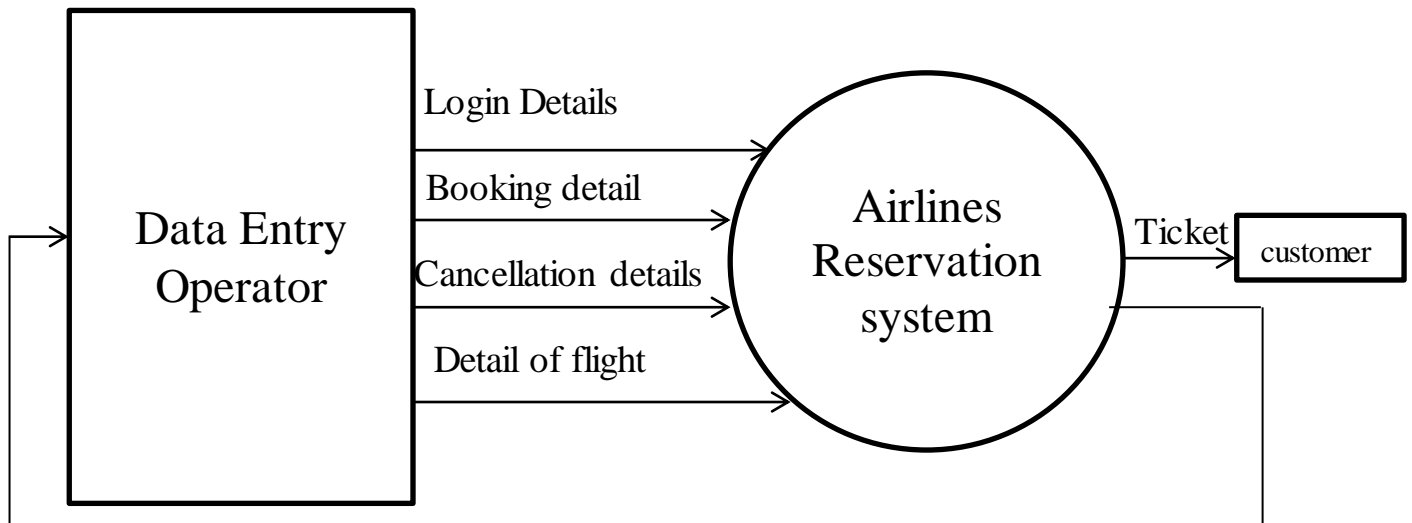 Data Entry
Operator
Login Details
Booking detail
Cancellation details
Detail of flight
Airlines
Reservation
system
Ticket
customer